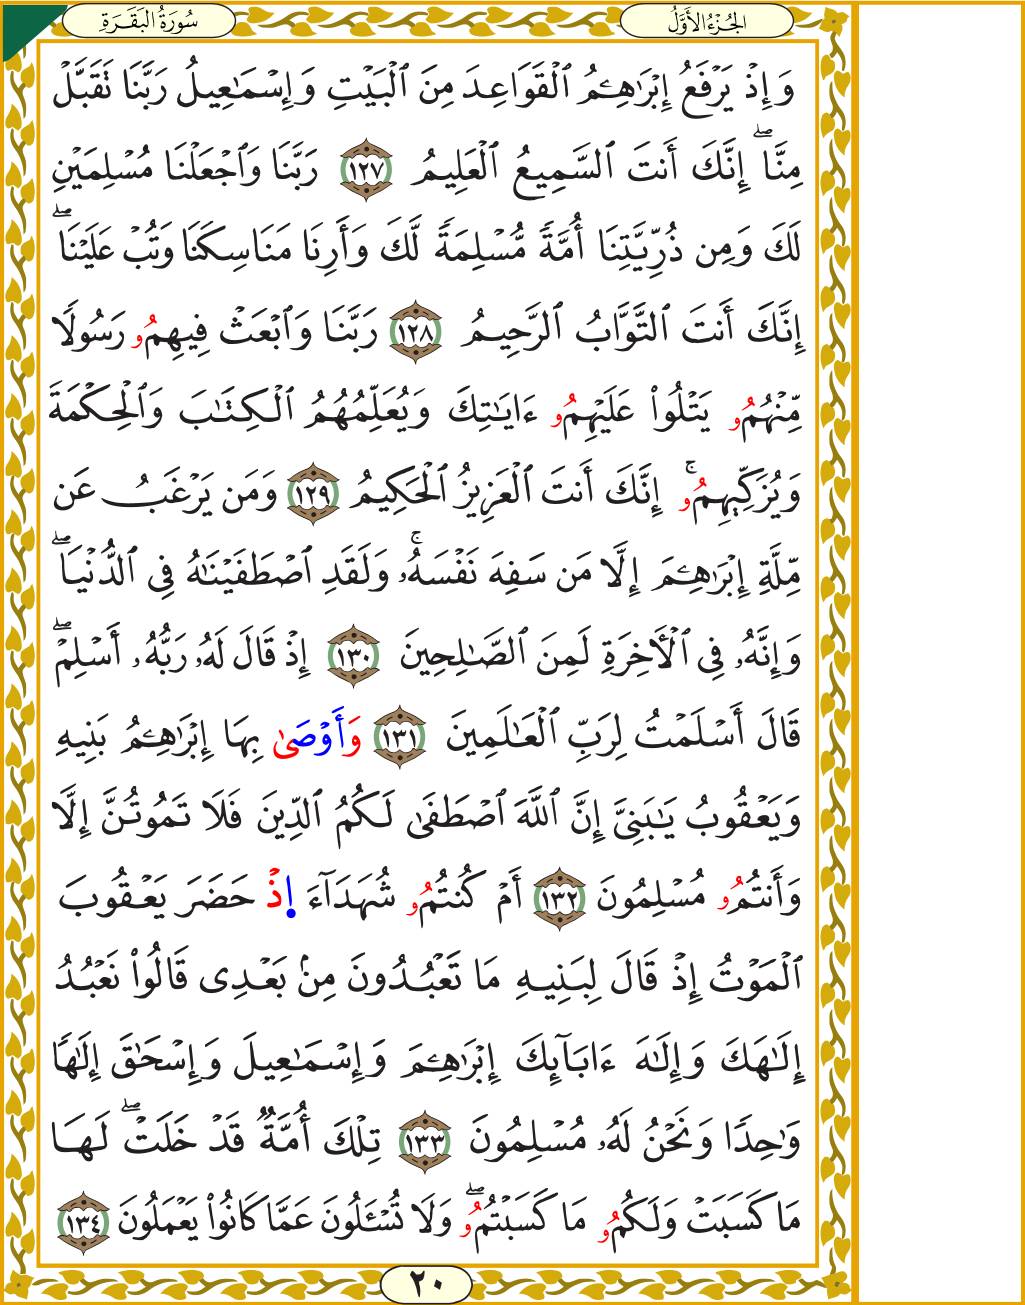 الجُزْءُ الأَوَّلُ
سُورَةُ البَقَرَةِ
وَإِذْ يَرْفَعُ إِبْرَٰهِـۧمُ ٱلْقَوَاعِدَ مِنَ ٱلْبَيْتِ وَإِسْمَٰعِيلُ رَبَّنَا تَقَبَّلْ
مِنَّاۖ إِنَّكَ أَنتَ ٱلسَّمِيعُ ٱلْعَلِيمُ ١٢٧ رَبَّنَا وَٱجْعَلْنَا مُسْلِمَيْنِ
لَكَ وَمِن ذُرِّيَّتِنَا أُمَّةً مُّسْلِمَةً لَّكَ وَأَرِنَا مَنَاسِكَنَا وَتُبْ عَلَيْنَاۖ
إِنَّكَ أَنتَ ٱلتَّوَّابُ ٱلرَّحِيمُ ١٢٨ رَبَّنَا وَٱبْعَثْ فِيهِمُۥ رَسُولًا
مِّنْهُمُۥ يَتْلُوا۟ عَلَيْهِمُۥ ءَايَٰتِكَ وَيُعَلِّمُهُمُ ٱلْكِتَٰبَ وَٱلْحِكْمَةَ
وَيُزَكِّيهِمُۥۚ إِنَّكَ أَنتَ ٱلْعَزِيزُ ٱلْحَكِيمُ ١٢٩ وَمَن يَرْغَبُ عَن
مِّلَّةِ إِبْرَٰهِـۧمَ إِلَّا مَن سَفِهَ نَفْسَهُۥۚ وَلَقَدِ ٱصْطَفَيْنَٰهُ فِى ٱلدُّنْيَاۖ
وَإِنَّهُۥ فِى ٱلْأَخِرَةِ لَمِنَ ٱلصَّٰلِحِينَ ١٣٠ إِذْ قَالَ لَهُۥ رَبُّهُۥ أَسْلِمْۖ
قَالَ أَسْلَمْتُ لِرَبِّ ٱلْعَٰلَمِينَ ١٣١ وَأَوْصَىٰ بِهَا إِبْرَٰهِـۧمُ بَنِيهِ
وَيَعْقُوبُ يَٰبَنِىَّ إِنَّ ٱللَّهَ ٱصْطَفَىٰ لَكُمُ ٱلدِّينَ فَلَا تَمُوتُنَّ إِلَّا
وَأَنتُمُۥ مُسْلِمُونَ ١٣٢ أَمْ كُنتُمُۥ شُهَدَآءَ اِ۪ذْ حَضَرَ يَعْقُوبَ
ٱلْمَوْتُ إِذْ قَالَ لِبَنِيهِ مَا تَعْبُدُونَ مِنۢ بَعْدِى قَالُوا۟ نَعْبُدُ
إِلَٰهَكَ وَإِلَٰهَ ءَابَآئِكَ إِبْرَٰهِـۧمَ وَإِسْمَٰعِيلَ وَإِسْحَٰقَ إِلَٰهًا
وَٰحِدًا وَنَحْنُ لَهُۥ مُسْلِمُونَ ١٣٣ تِلْكَ أُمَّةٌ قَدْ خَلَتْۖ لَهَا
مَا كَسَبَتْ وَلَكُمُۥ مَا كَسَبْتُمُۥۖ وَلَا تُسْـَٔلُونَ عَمَّا كَانُوا۟ يَعْمَلُونَ ١٣٤
٢٠